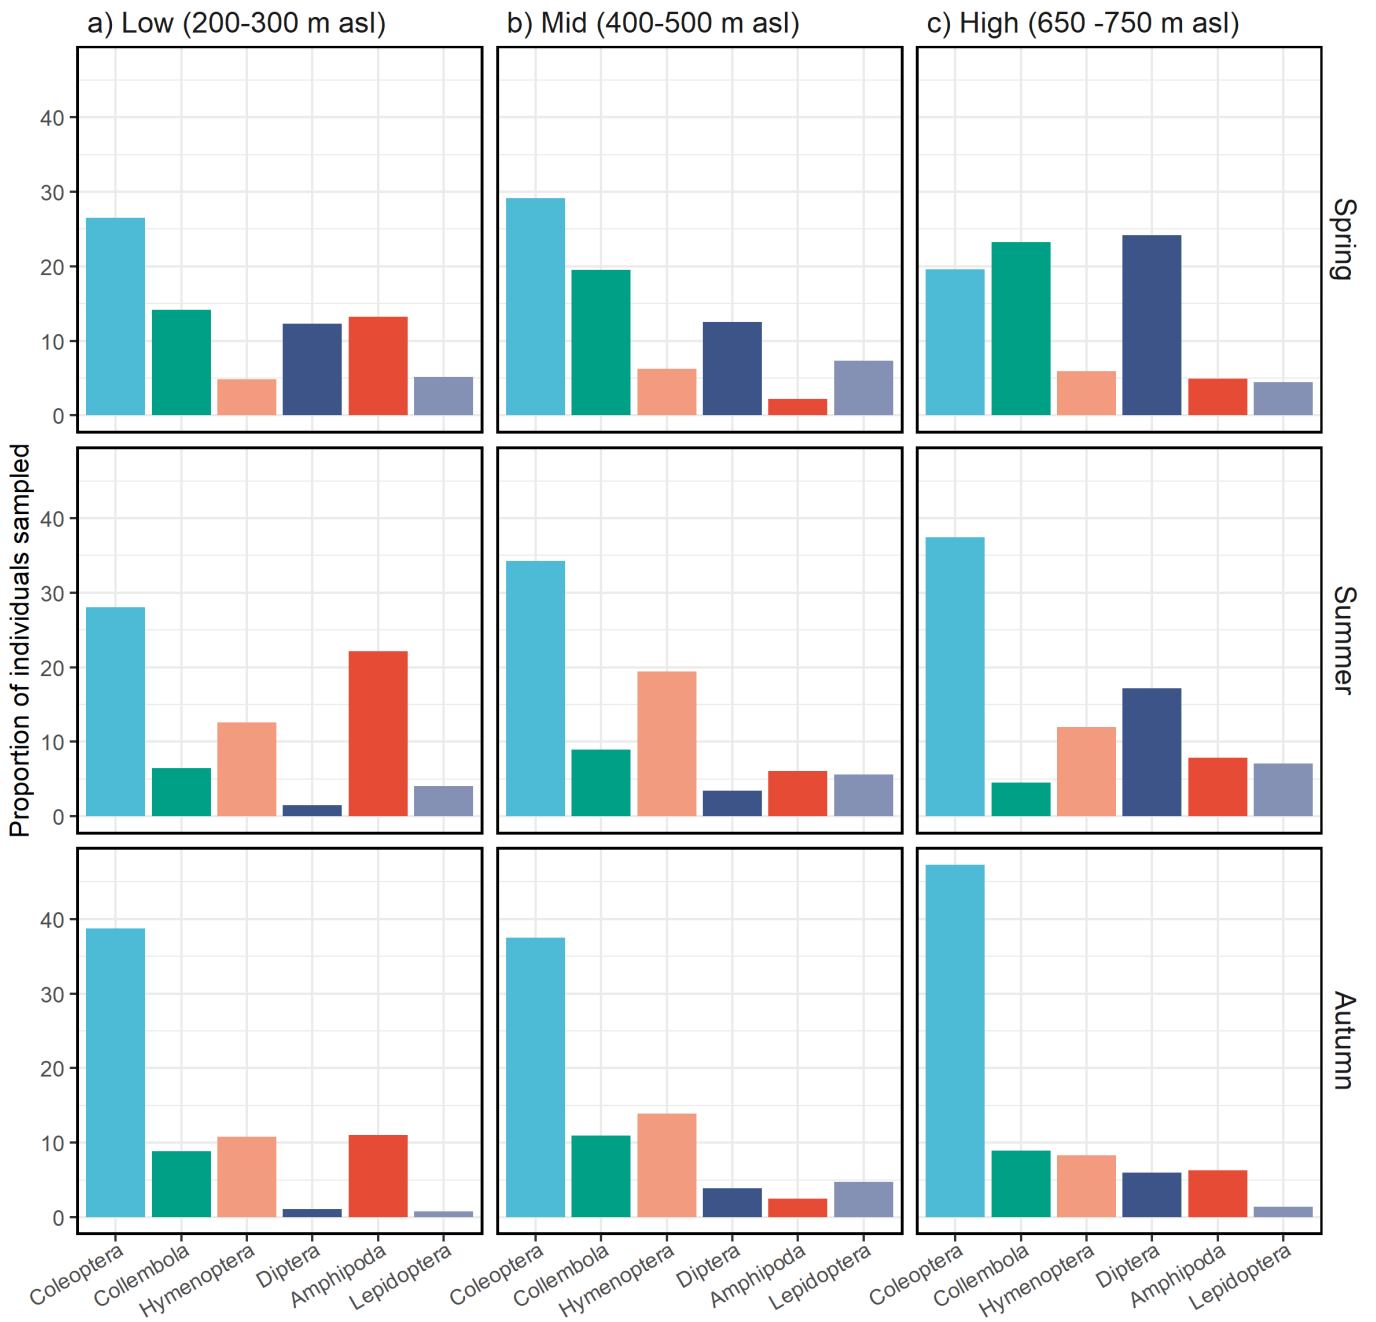 a) Low (200-300 m asl)
b) Mid (400-500 m asl)
c) High (650 -750 m asl)
Proportion of individuals sampled
40
30
20
10
0
Spring
40
30
20
10
0
Summer
40
30
20
10
0
Autumn
Coleoptera
Collembola
Hymenoptera
Diptera
Amphipoda
Lepidoptera
Coleoptera
Collembola
Hymenoptera
Diptera
Amphipoda
Lepidoptera
Coleoptera
Collembola
Hymenoptera
Diptera
Amphipoda
Lepidoptera